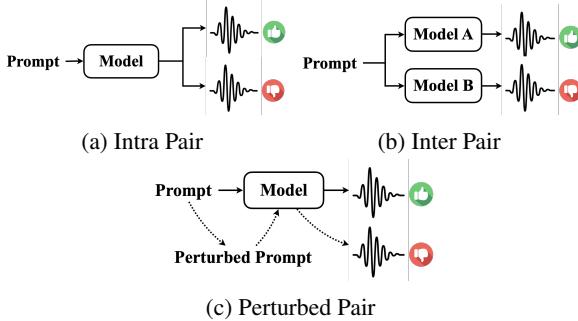 Prompt
Model
(a) Intra Pair
Prompt
Model A
Model B
(b) Inter Pair
Prompt
Model
Perturbed Prompt
(c) Perturbed Pair